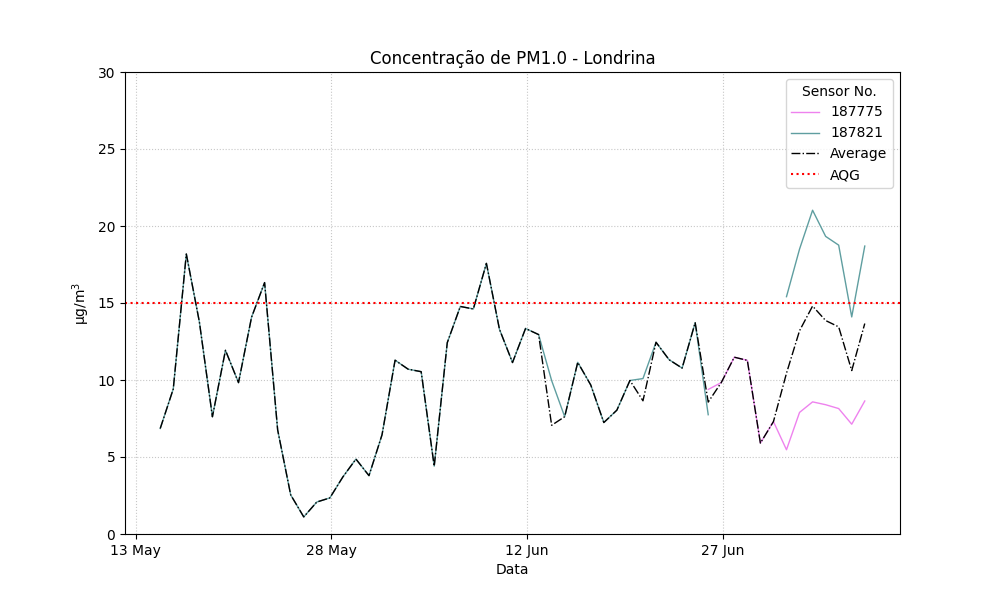 Concentração de PM1.0 - Londrina
30
25
20
15
10
5
0
µg/m³
Sensor No.
187775
187821
Average
AQG
13 May
28 May
12 Jun
27 Jun
Data